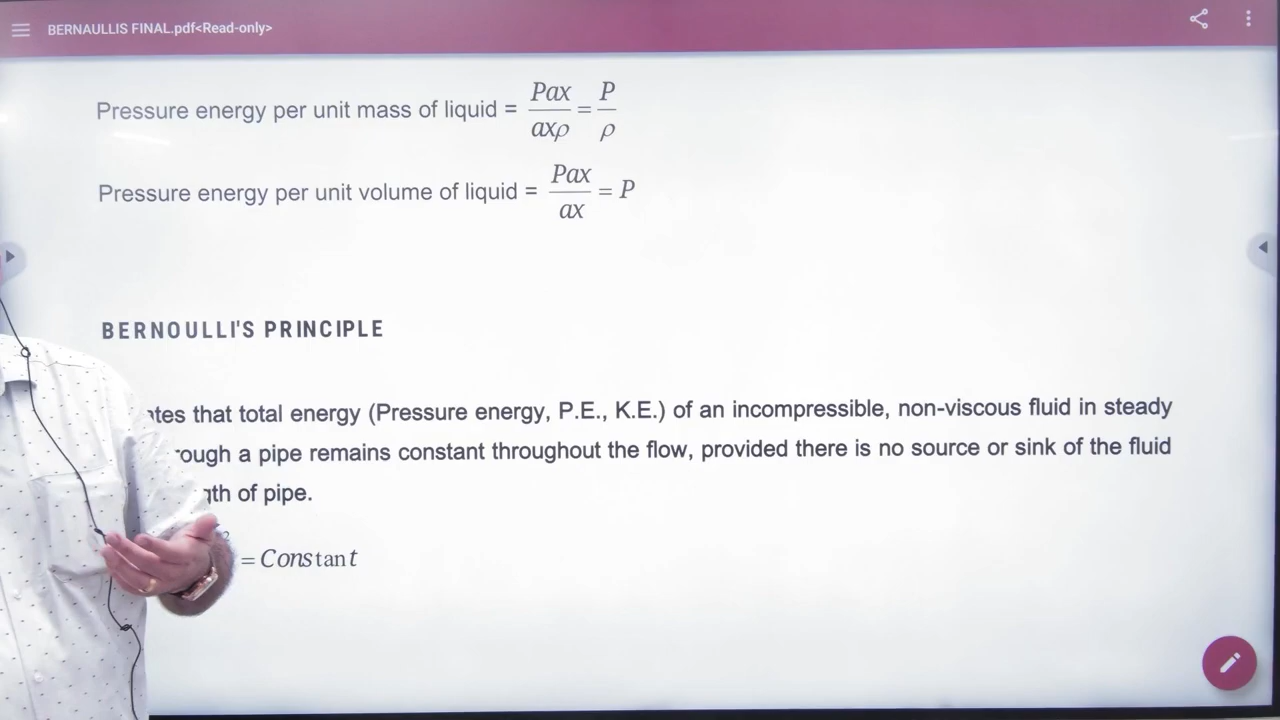 BERNAULLIS FINAL.pdf<Read-only>
Pressure energy per unit mass of liquid = Pax/axρ = P/ρ
Pressure energy per unit volume of liquid = Pax/ax = P
BERNOULLI'S PRINCIPLE
that total energy (Pressure energy, P.E., K.E.) of an incompressible, non-viscous fluid in steady
a pipe remains constant throughout the flow, provided there is no source or sink of the fluid
of pipe.
= Constant